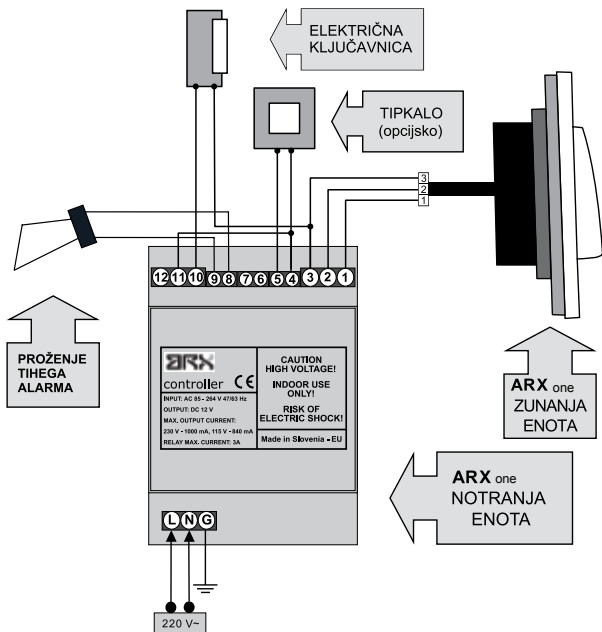 ELEKTRIČNA
KLJUČAVNICA
TIPKALO
(opcijsko)
3
2
1
12 11 10 9 8 7 6 5 4 3 2 1
PROŽENJE
TIHEGA
ALARMA
arx
controller CE
INPUT: AC 85 - 264 V 47/63 Hz
OUTPUT: DC 12 V
MAX. OUTPUT CURRENT:
230 V - 1000 mA, 115 V - 840 mA
RELAY MAX. CURRENT: 3A
CAUTION
HIGH VOLTAGE!
INDOOR USE
ONLY!
RISK OF
ELECTRIC SHOCK!
Made in Slovenia - EU
ARX one
ZUNANJA
ENOTA
ARX one
NOTRANJA
ENOTA
L N G
220 V~